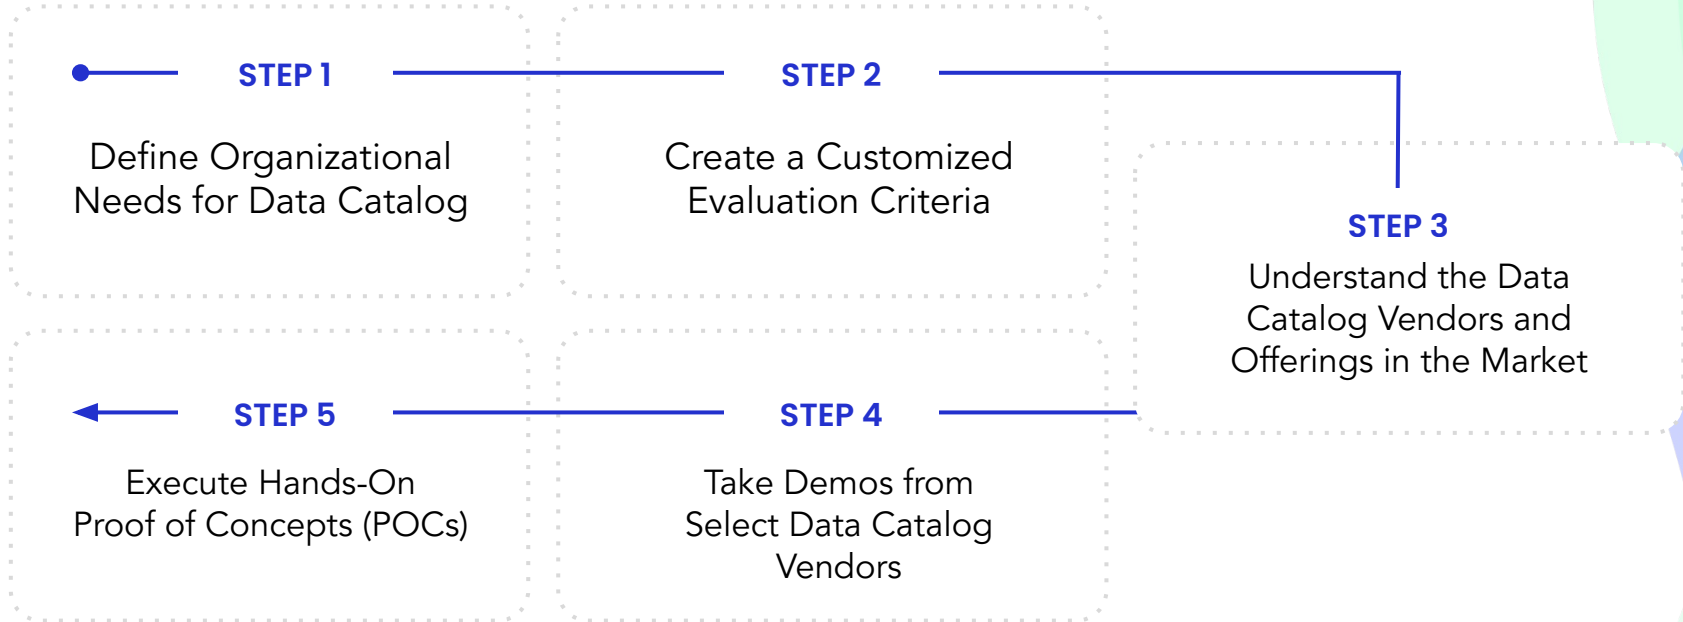 STEP 1
Define Organizational
Needs for Data Catalog
STEP 2
Create a Customized
Evaluation Criteria
STEP 3
Understand the Data
Catalog Vendors and
Offerings in the Market
STEP 4
Take Demos from
Select Data Catalog
Vendors
STEP 5
Execute Hands-On
Proof of Concepts (POCs)